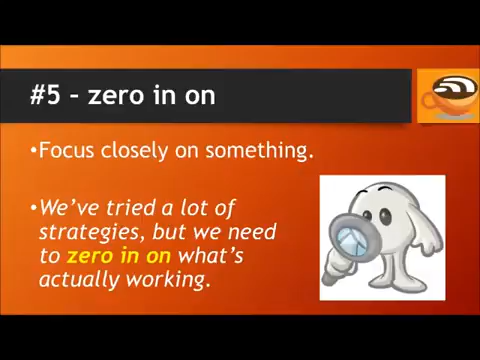 #5 – zero in on
•Focus closely on something.
•We've tried a lot of
strategies, but we need
to zero in on what's
actually working.